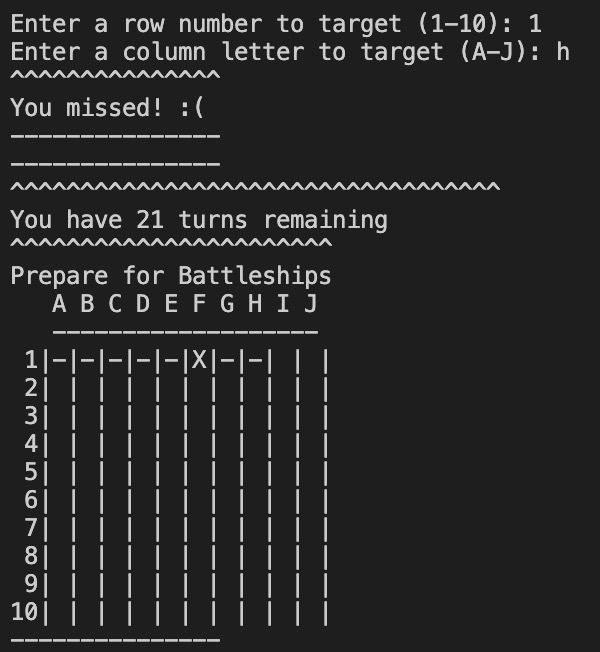 Enter a row number to target (1-10): 1
Enter a column letter to target (A-J): h
^^^^^^^^^^^^^^^
You missed! :(
---------------
---------------
^^^^^^^^^^^^^^^^^^^^^^^^^^^^^^^^^^^
You have 21 turns remaining
^^^^^^^^^^^^^^^^^^^^^^^
Prepare for Battleships
   A B C D E F G H I J
   -------------------
 1|-|-|-|-|-|X|-|-| | |
 2| | | | | | | | | | |
 3| | | | | | | | | | |
 4| | | | | | | | | | |
 5| | | | | | | | | | |
 6| | | | | | | | | | |
 7| | | | | | | | | | |
 8| | | | | | | | | | |
 9| | | | | | | | | | |
10| | | | | | | | | | |
---------------